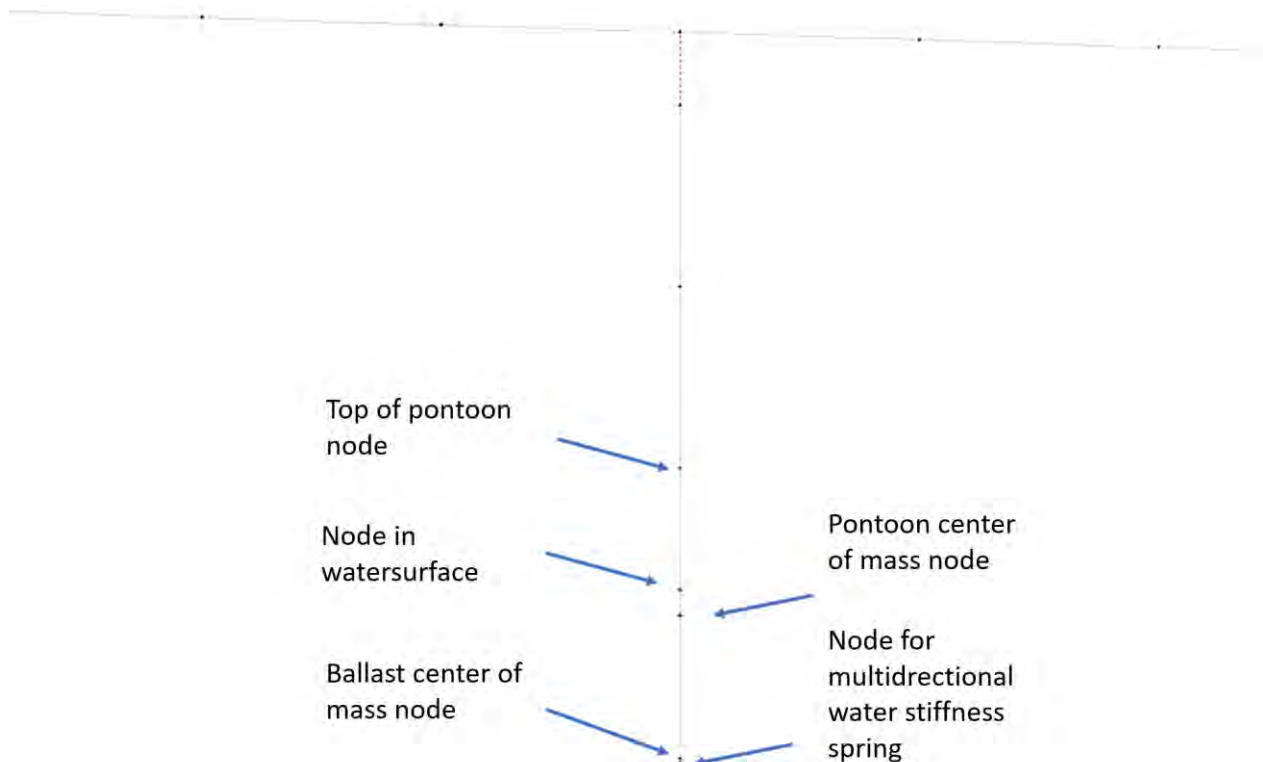 Top of pontoon
node
Node in
watersurface
Pontoon center
of mass node
Ballast center of
mass node
Node for
multidrectional
water stiffness
spring